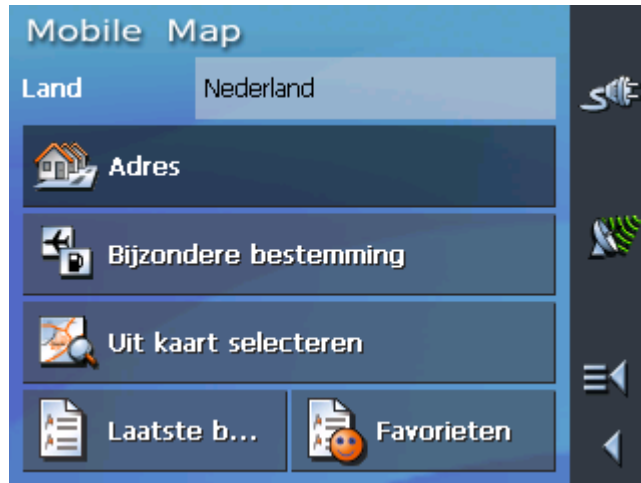 Mobile Map
Land Nederland
Adres
Bijzondere bestemming
Uit kaart selecteren
Laatste b... Favorieten